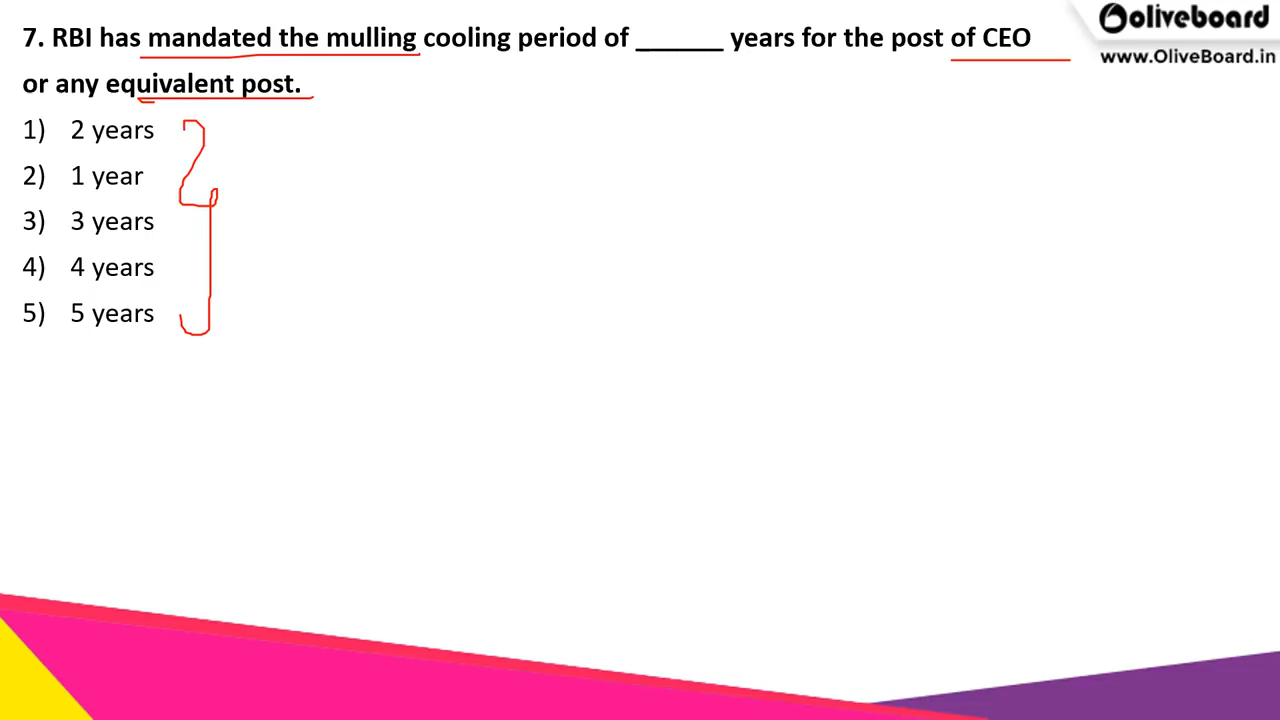 7. RBI has mandated the mulling cooling period of ______ years for the post of CEO
or any equivalent post.
1) 2 years
2) 1 year
3) 3 years
4) 4 years
5) 5 years
oliveboard
www.OliveBoard.in